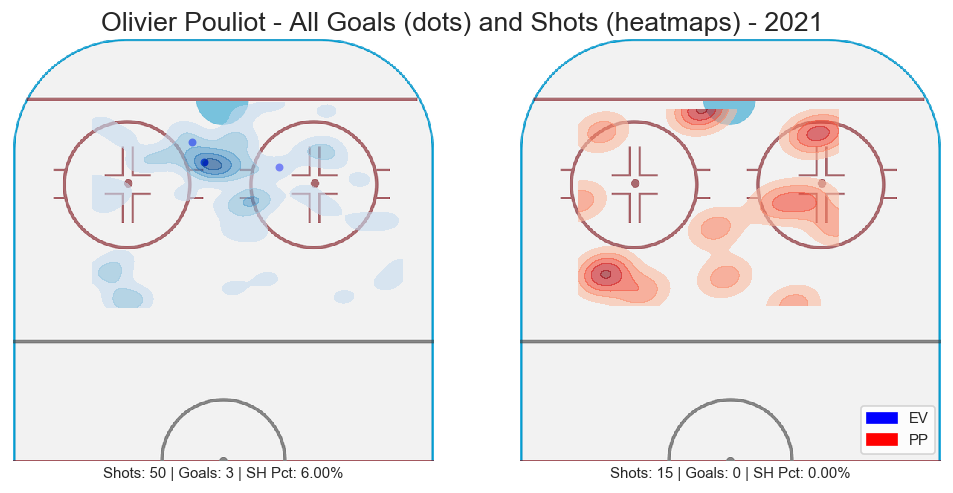 Olivier Pouliot - All Goals (dots) and Shots (heatmaps) - 2021
EV
PP
Shots: 50 | Goals: 3 | SH Pct: 6.00%
Shots: 15 | Goals: 0 | SH Pct: 0.00%